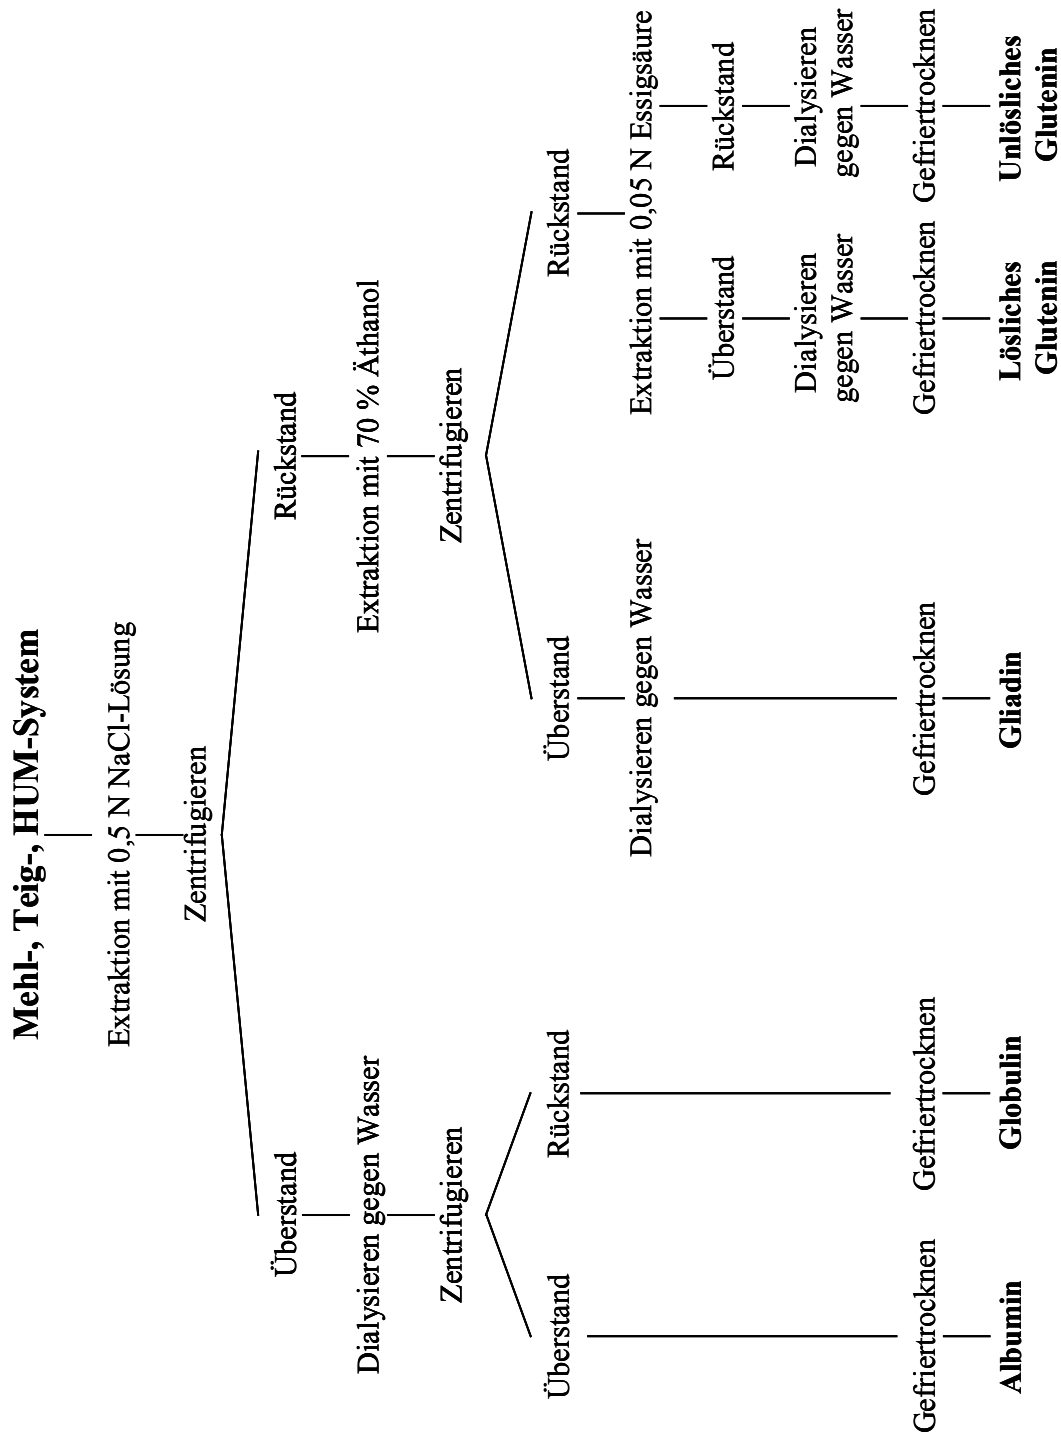 Mehl-, Teig-, HUM-System
Extraktion mit 0,5 N NaCl-Lösung
Zentrifugieren
Überstand
Rückstand
Dialysieren gegen Wasser
Extraktion mit 70 % Äthanol
Zentrifugieren
Zentrifugieren
Überstand
Rückstand
Überstand
Rückstand
Dialysieren gegen Wasser
Extraktion mit 0,05 N Essigsäure
Überstand
Rückstand
Dialysieren
gegen Wasser
Dialysieren
gegen Wasser
Gefriertrocknen
Gefriertrocknen
Gefriertrocknen
Gefriertrocknen
Gefriertrocknen
Albumin
Globulin
Gliadin
Lösliches
Glutenin
Unlösliches
Glutenin